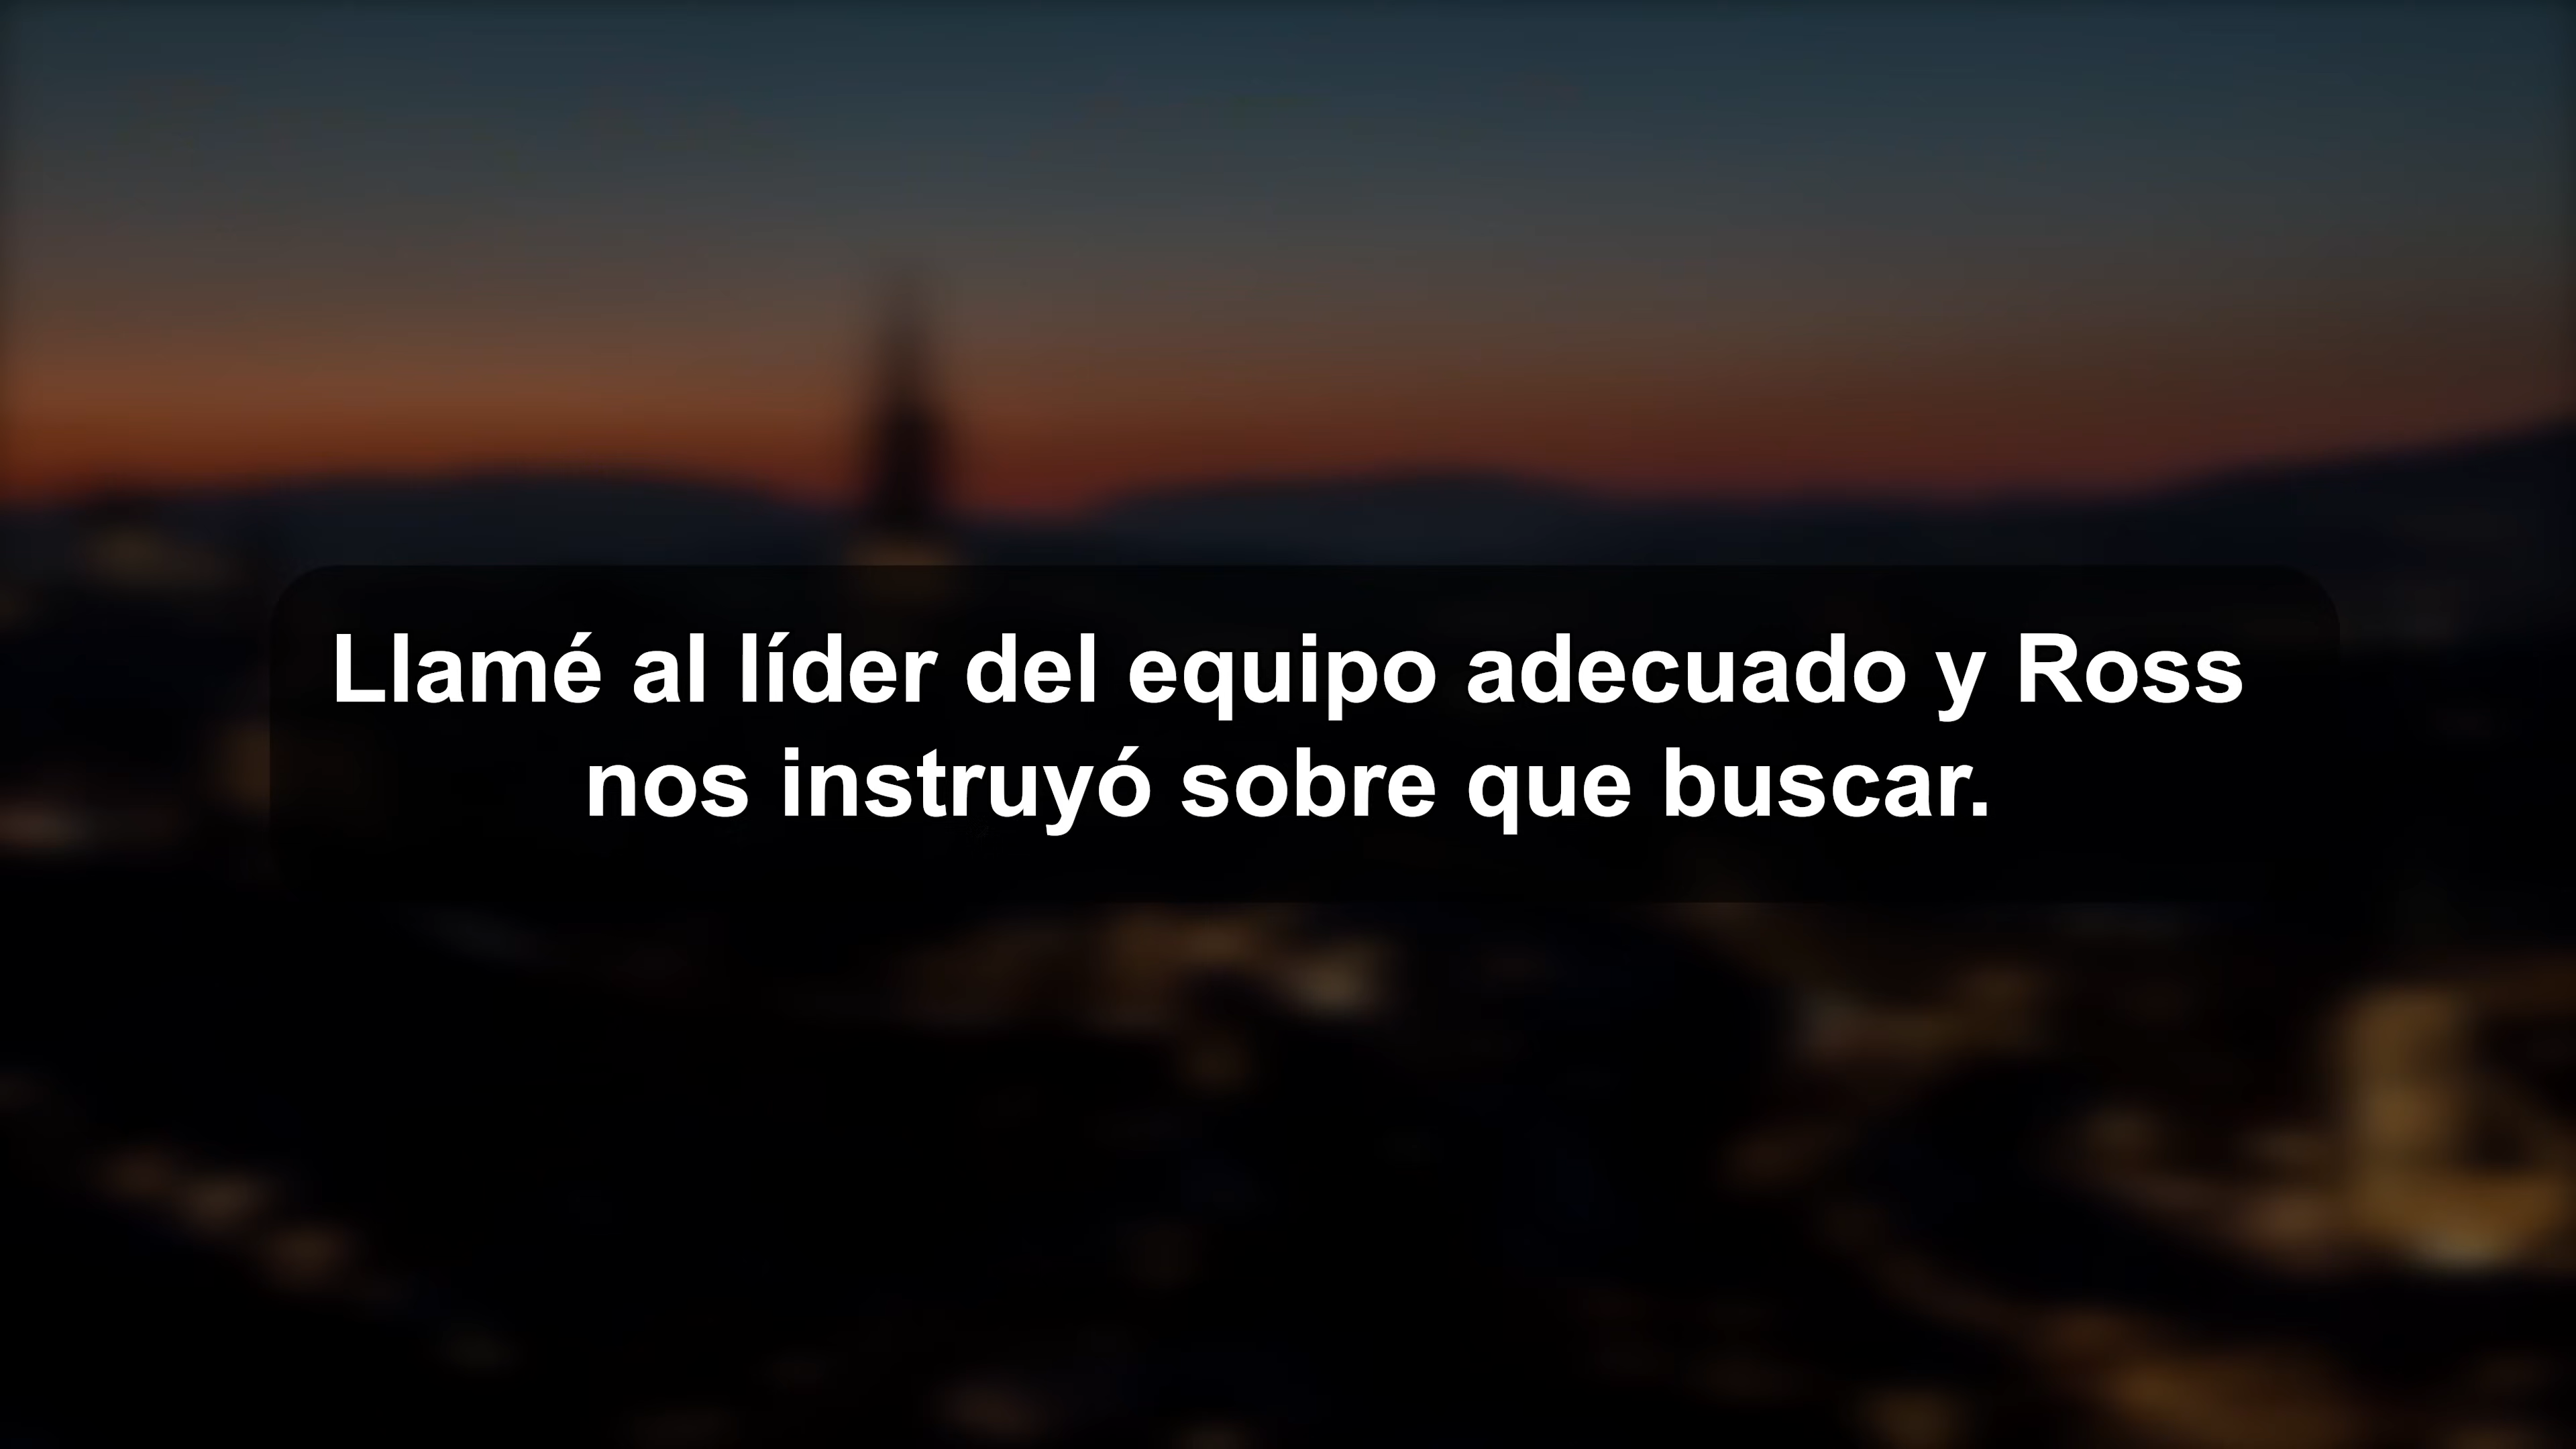 Llamé al líder del equipo adecuado y Ross
nos instruyó sobre que buscar.